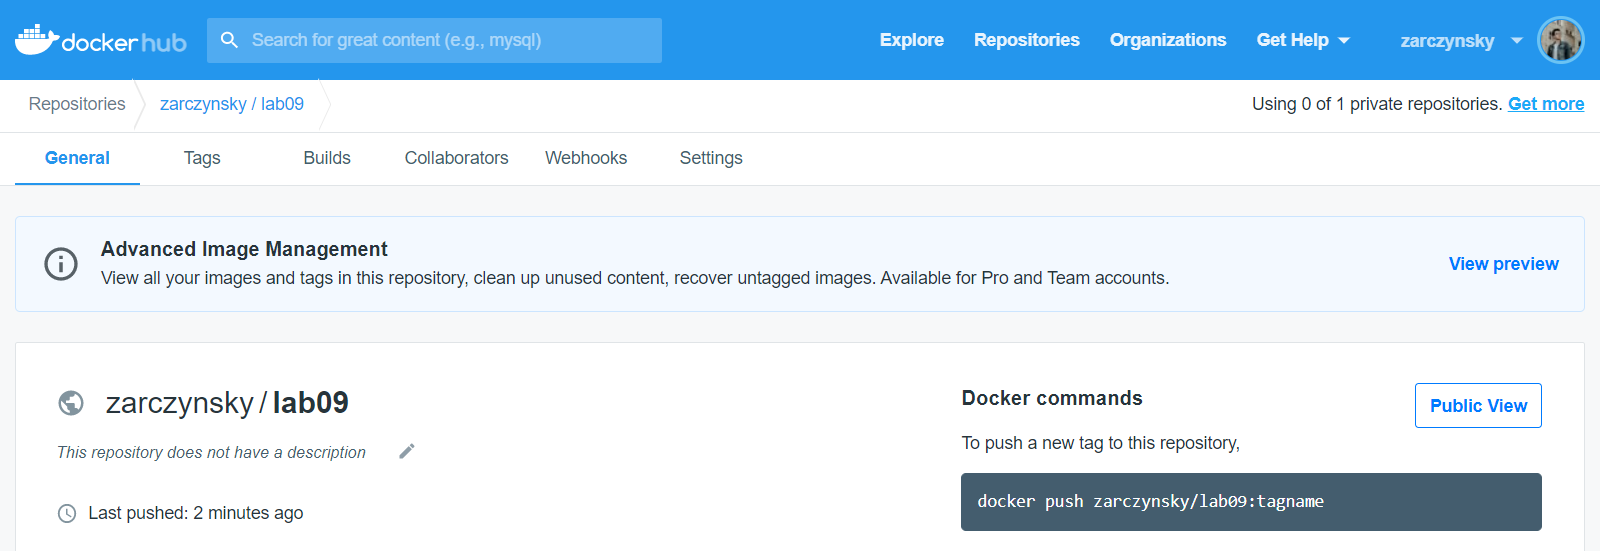 docker hub
Search for great content (e.g., mysql)
Explore
Repositories
Organizations
Get Help
zarczynsky
Repositories
zarczynsky / lab09
Using 0 of 1 private repositories. Get more
General
Tags
Builds
Collaborators
Webhooks
Settings
Advanced Image Management
View all your images and tags in this repository, clean up unused content, recover untagged images. Available for Pro and Team accounts.
View preview
zarczynsky / lab09
This repository does not have a description
Last pushed: 2 minutes ago
Docker commands
Public View
To push a new tag to this repository,
docker push zarczynsky/lab09:tagname